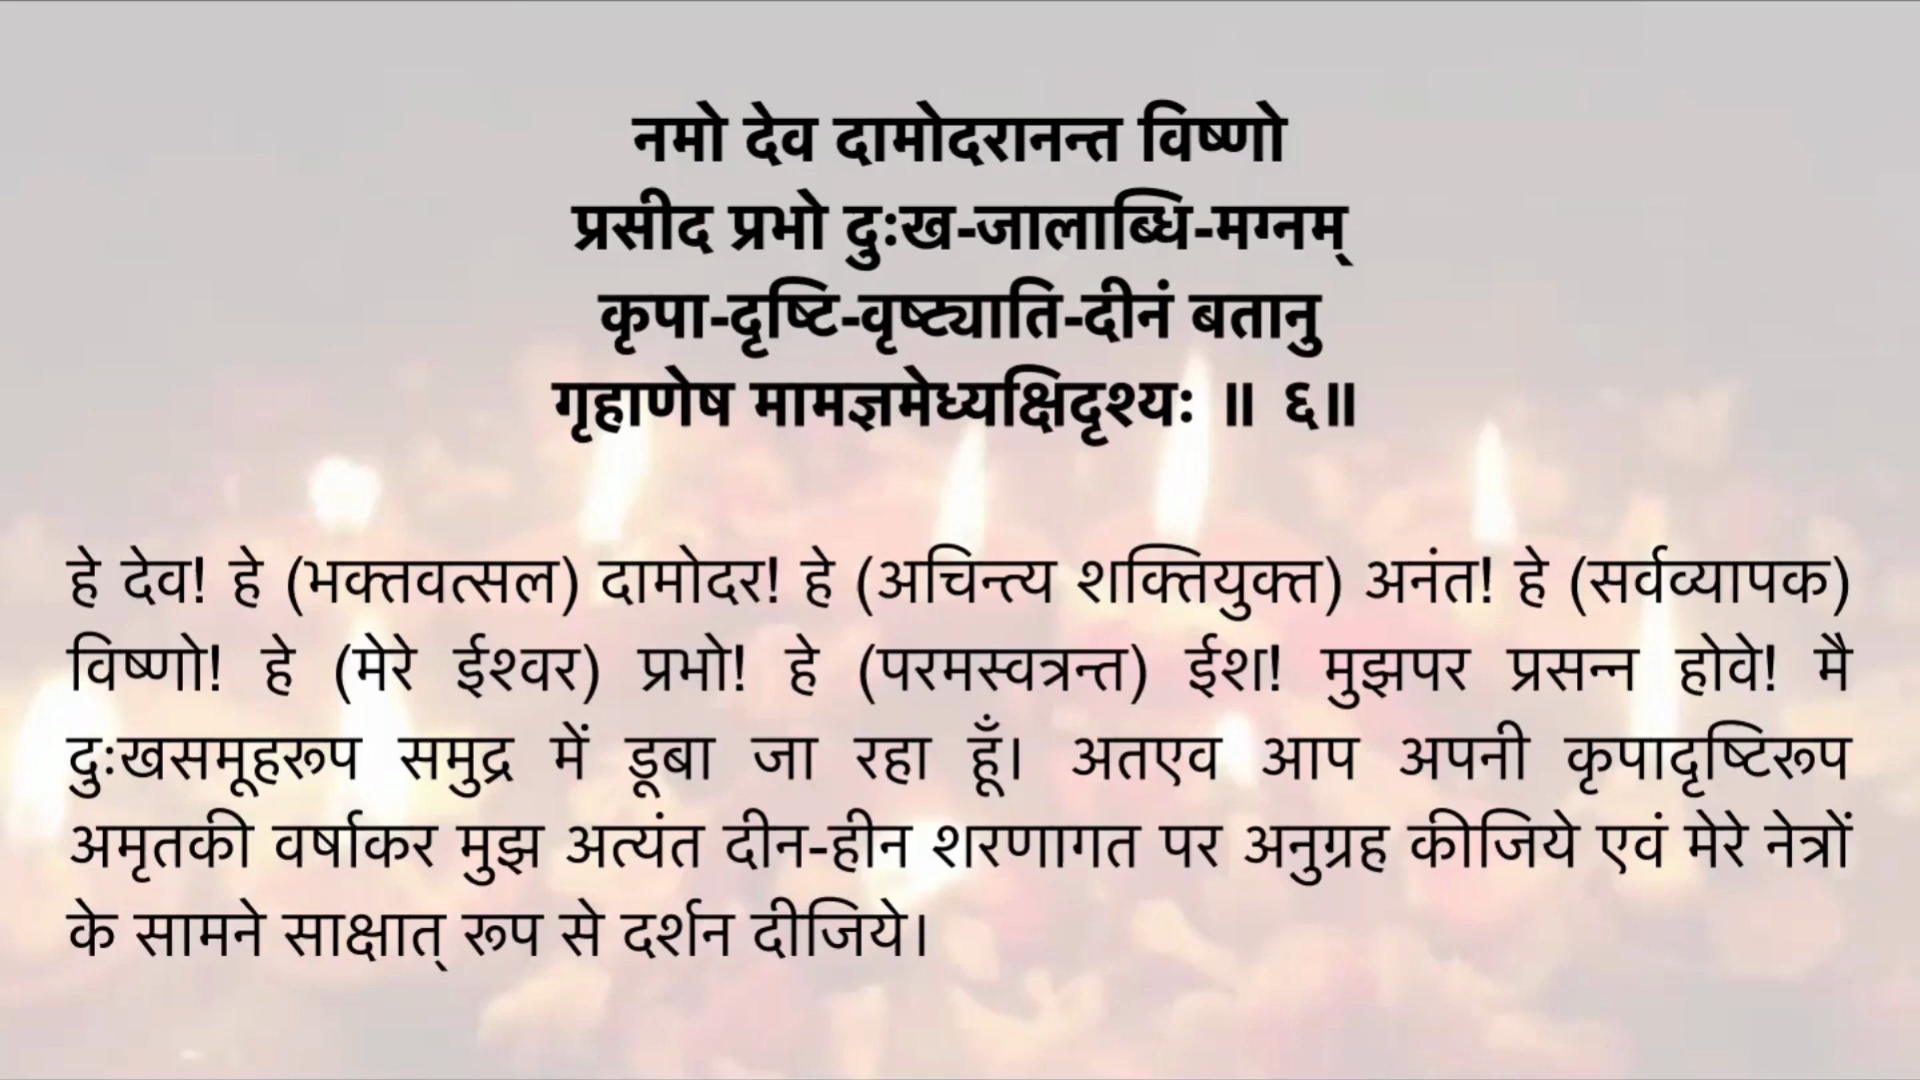 नमो देव दामोदरानन्त विष्णो
प्रसीद प्रभो दुःख-जालाब्धि-मग्नम्
कृपा-दृष्टि-वृष्ट्याति-दीनं बतानु
गृहाणेष मामज्ञमेध्यक्षिदृश्यः ॥ ६॥
हे देव! हे (भक्तवत्सल) दामोदर! हे (अचिन्त्य शक्तियुक्त) अनंत! हे (सर्वव्यापक)
विष्णो! हे (मेरे ईश्वर) प्रभो! हे (परमस्वत्रन्त) ईश! मुझपर प्रसन्न होवे! मै
दुःखसमूहरूप समुद्र में डूबा जा रहा हूँ। अतएव आप अपनी कृपादृष्टिरूप
अमृतकी वर्षाकर मुझ अत्यंत दीन-हीन शरणागत पर अनुग्रह कीजिये एवं मेरे नेत्रों
के सामने साक्षात् रूप से दर्शन दीजिये।